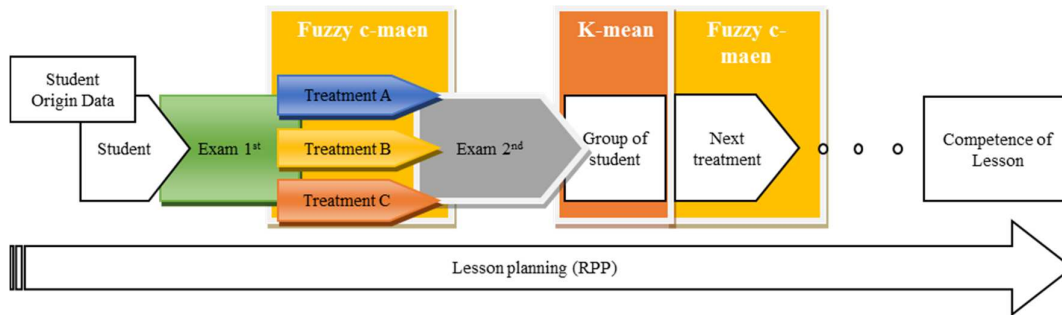 Fuzzy c-maen
K-mean
Fuzzy c-
maen
Student
Origin Data
Student
Exam 1st
Treatment A
Treatment B
Treatment C
Exam 2nd
Group of
student
Next
treatment
Competence of
Lesson
Lesson planning (RPP)